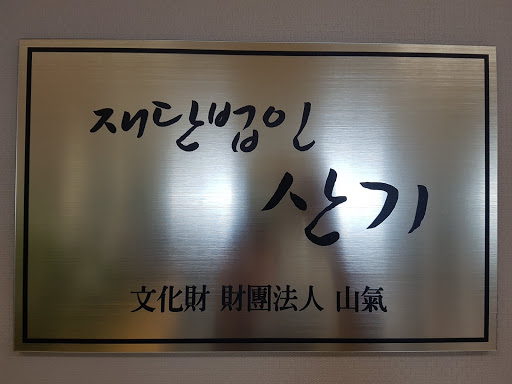 재단법인
산기
文化財 財團法人 山氣